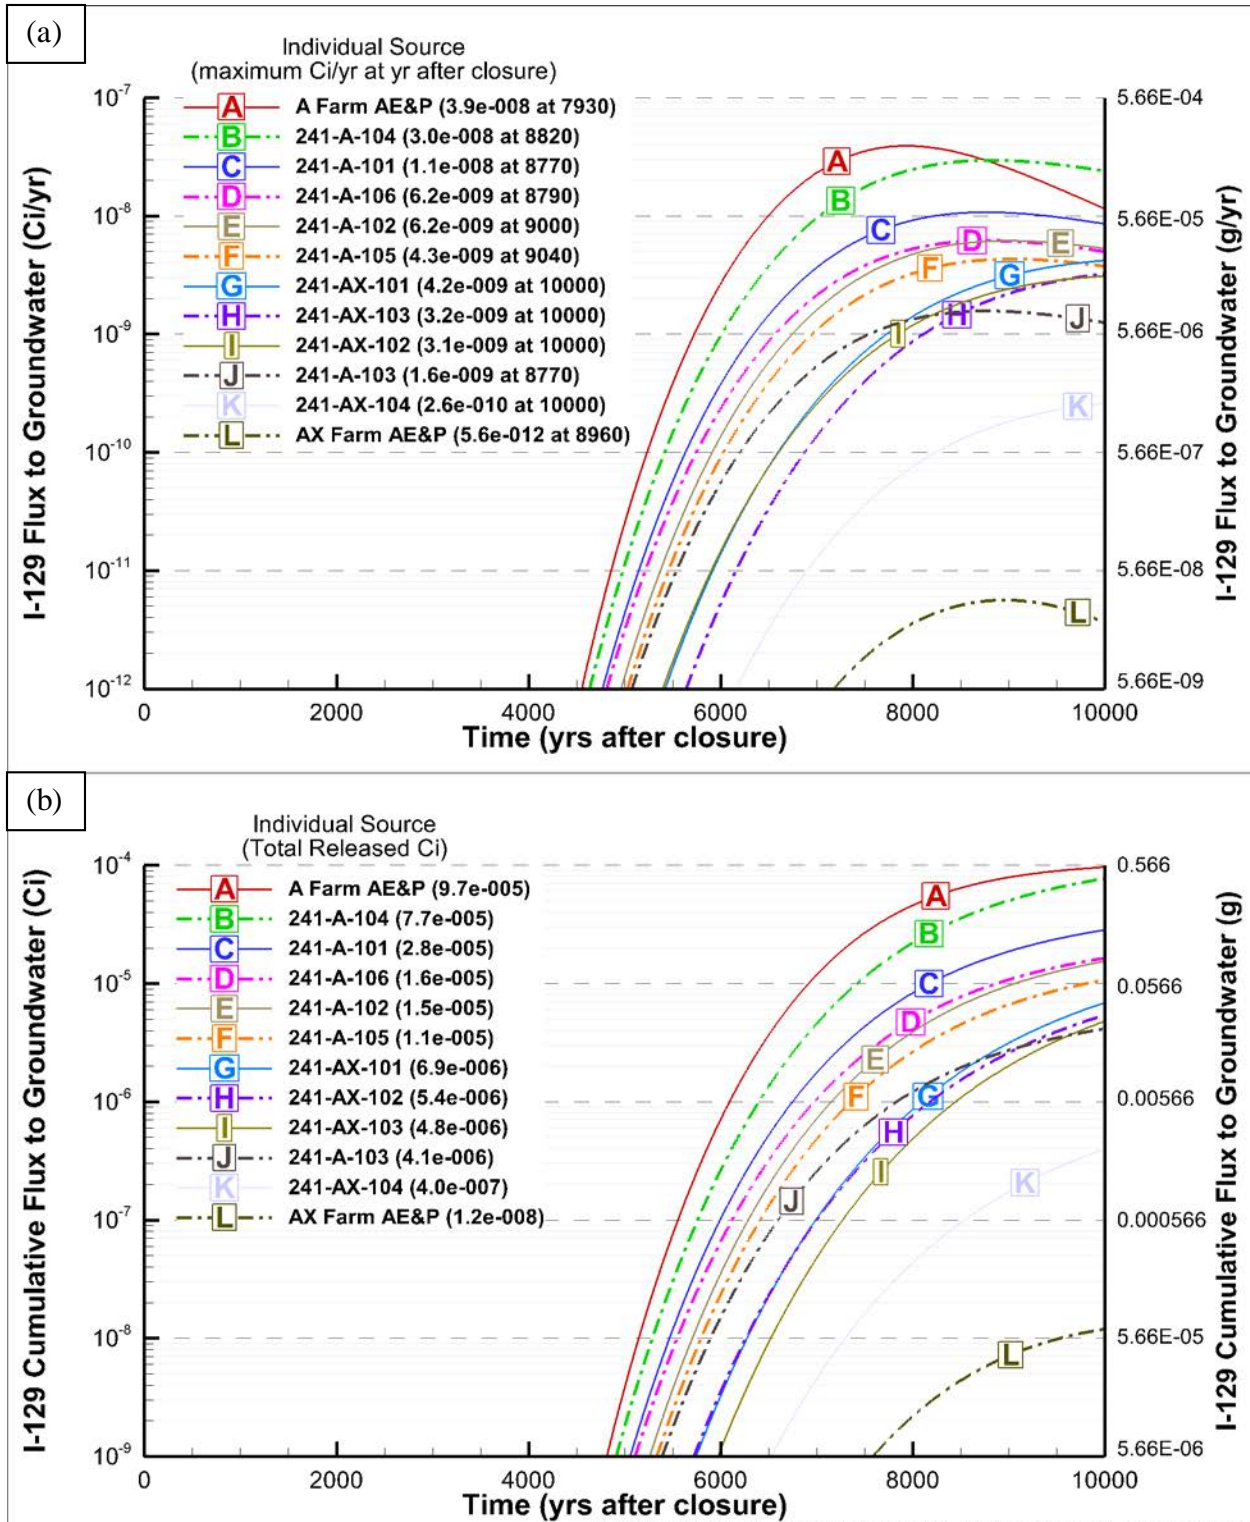 (a)
Individual Source
(maximum Ci/yr at yr after closure)
A A Farm AE&P (3.9e-008 at 7930)
B 241-A-104 (3.0e-008 at 8820)
C 241-A-101 (1.1e-008 at 8770)
D 241-A-106 (6.2e-009 at 8790)
E 241-A-102 (6.2e-009 at 9000)
F 241-A-105 (4.3e-009 at 9040)
G 241-AX-101 (4.2e-009 at 10000)
H 241-AX-103 (3.2e-009 at 10000)
I 241-AX-102 (3.1e-009 at 10000)
J 241-A-103 (1.6e-009 at 8770)
K 241-AX-104 (2.6e-010 at 10000)
L AX Farm AE&P (5.6e-012 at 8960)
I-129 Flux to Groundwater (Ci/yr)
10^-7
10^-8
10^-9
10^-10
10^-11
10^-12
A
B
C
D
E
F
G
H
I
J
K
L
5.66E-04
5.66E-05
5.66E-06
5.66E-07
5.66E-08
5.66E-09
I-129 Flux to Groundwater (g/yr)
0 2000 4000 6000 8000 10000
Time (yrs after closure)
(b)
Individual Source
(Total Released Ci)
A A Farm AE&P (9.7e-005)
B 241-A-104 (7.7e-005)
C 241-A-101 (2.8e-005)
D 241-A-106 (1.6e-005)
E 241-A-102 (1.5e-005)
F 241-A-105 (1.1e-005)
G 241-AX-101 (6.9e-006)
H 241-AX-102 (5.4e-006)
I 241-AX-103 (4.8e-006)
J 241-A-103 (4.1e-006)
K 241-AX-104 (4.0e-007)
L AX Farm AE&P (1.2e-008)
I-129 Cumulative Flux to Groundwater (Ci)
10^-4
10^-5
10^-6
10^-7
10^-8
10^-9
A
B
C
D
E
F
G
H
I
J
K
L
0.566
0.0566
0.00566
0.000566
5.66E-05
5.66E-06
I-129 Cumulative Flux to Groundwater (g)
0 2000 4000 6000 8000 10000
Time (yrs after closure)